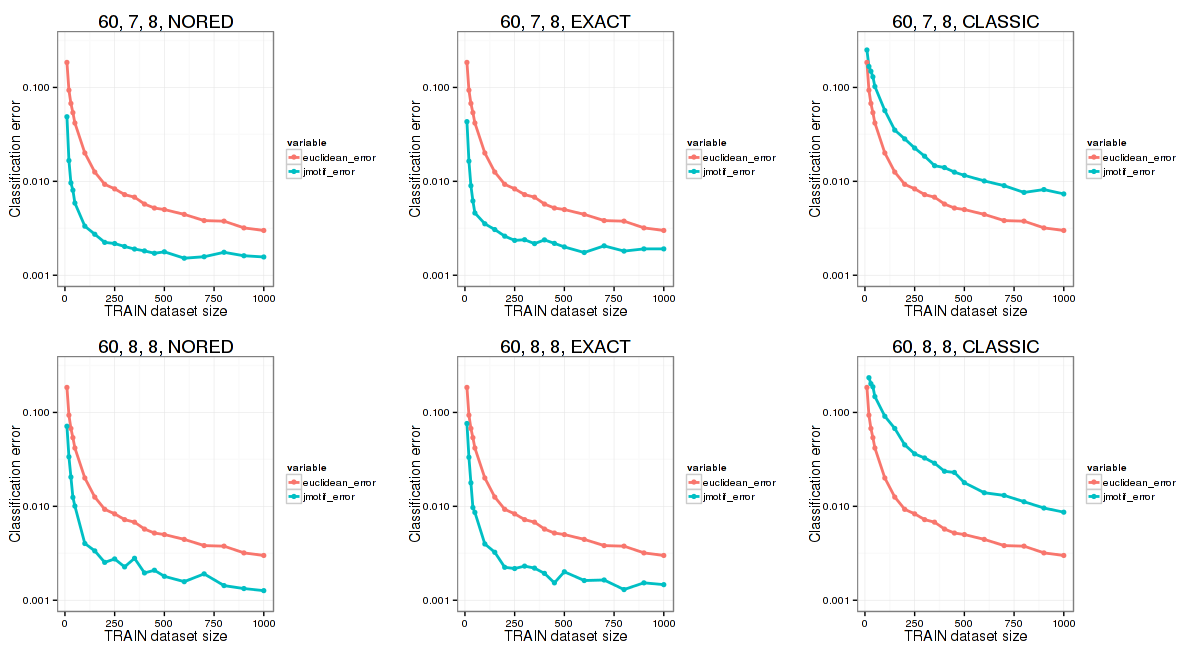 60, 7, 8, NORED
Classification error
0.100
0.010
0.001
0 250 500 750 1000
TRAIN dataset size
variable
euclidean_error
jmotif_error
60, 7, 8, EXACT
Classification error
0.100
0.010
0.001
0 250 500 750 1000
TRAIN dataset size
variable
euclidean_error
jmotif_error
60, 7, 8, CLASSIC
Classification error
0.100
0.010
0.001
0 250 500 750 1000
TRAIN dataset size
variable
euclidean_error
jmotif_error
60, 8, 8, NORED
Classification error
0.100
0.010
0.001
0 250 500 750 1000
TRAIN dataset size
variable
euclidean_error
jmotif_error
60, 8, 8, EXACT
Classification error
0.100
0.010
0.001
0 250 500 750 1000
TRAIN dataset size
variable
euclidean_error
jmotif_error
60, 8, 8, CLASSIC
Classification error
0.100
0.010
0.001
0 250 500 750 1000
TRAIN dataset size
variable
euclidean_error
jmotif_error